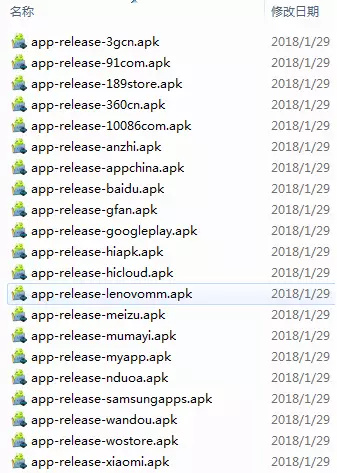 名称 修改日期
app-release-3gcn.apk 2018/1/29
app-release-91com.apk 2018/1/29
app-release-189store.apk 2018/1/29
app-release-360cn.apk 2018/1/29
app-release-10086com.apk 2018/1/29
app-release-anzhi.apk 2018/1/29
app-release-appchina.apk 2018/1/29
app-release-baidu.apk 2018/1/29
app-release-gfan.apk 2018/1/29
app-release-googleplay.apk 2018/1/29
app-release-hiapk.apk 2018/1/29
app-release-hicloud.apk 2018/1/29
app-release-lenovomm.apk 2018/1/29
app-release-meizu.apk 2018/1/29
app-release-mumayi.apk 2018/1/29
app-release-myapp.apk 2018/1/29
app-release-nduoa.apk 2018/1/29
app-release-samsungapps.apk 2018/1/29
app-release-wandou.apk 2018/1/29
app-release-wostore.apk 2018/1/29
app-release-xiaomi.apk 2018/1/29